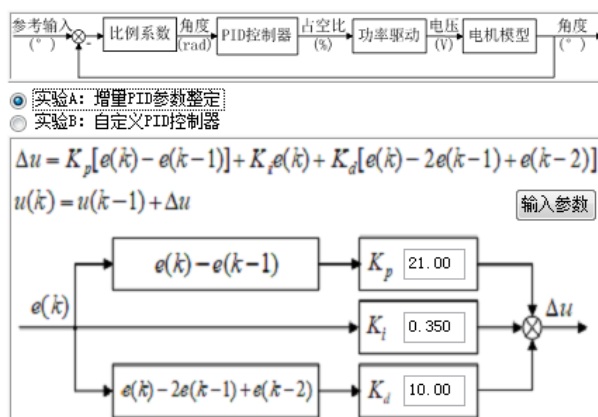 参考输入
(°)
-
比例系数
角度
(rad)
PID控制器
占空比
(%)
功率驱动
电压
(V)
电机模型
角度
(°)
实验A: 增量PID参数整定
实验B: 自定义PID控制器
Δu = K_p[e(k)-e(k-1)]+K_i e(k)+K_d[e(k)-2e(k-1)+e(k-2)]
u(k)=u(k-1)+Δu
输入参数
e(k)-e(k-1)
K_p 21.00
e(k)
K_i 0.350
Δu
e(k)-2e(k-1)+e(k-2)
K_d 10.00